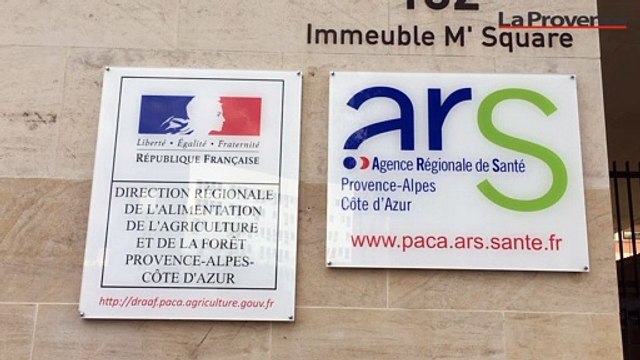 132
La Provence
Immeuble M' Square
Liberté • Égalité • Fraternité
RÉPUBLIQUE FRANÇAISE
DIRECTION RÉGIONALE
DE L'ALIMENTATION
DE L'AGRICULTURE
ET DE LA FORÊT
PROVENCE-ALPES-
CÔTE D'AZUR
http://draaf.paca.agriculture.gouv.fr
ars
Agence Régionale de Santé
Provence-Alpes
Côte d'Azur
www.paca.ars.sante.fr